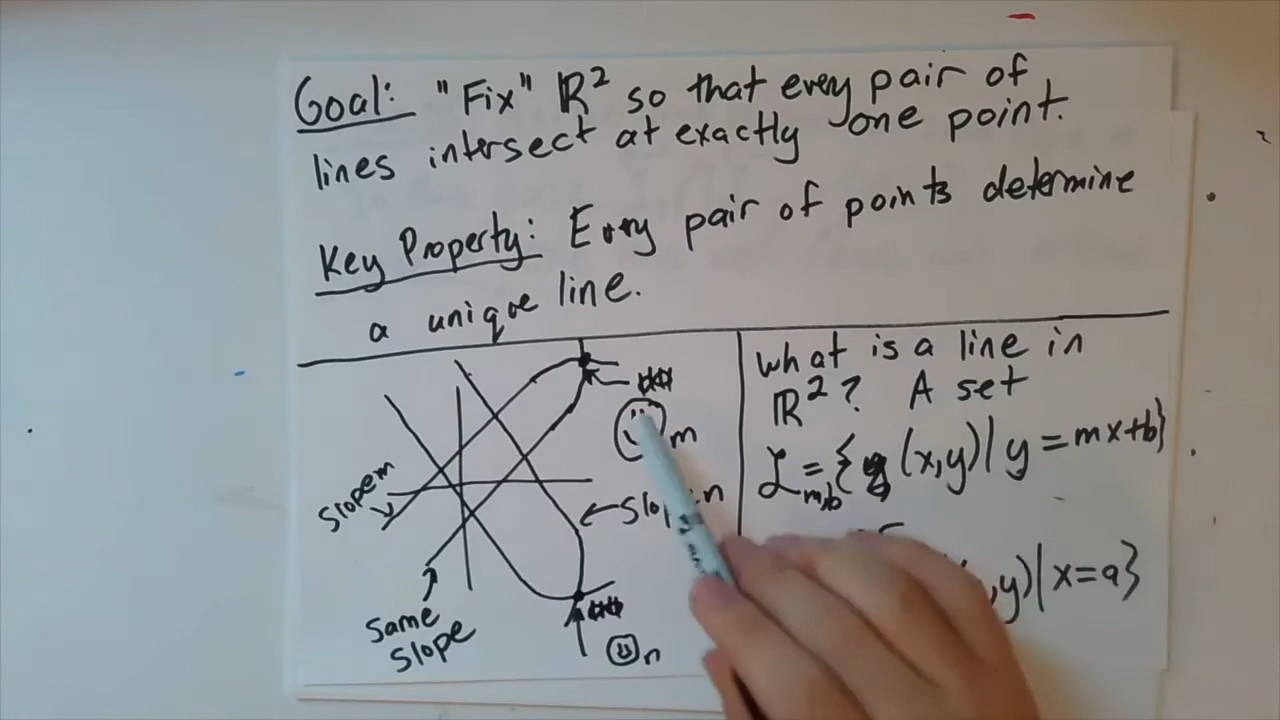 Goal: "Fix" ℝ² so that every pair of
lines intersect at exactly one point.
Key Property: Every pair of points determine
a unique line.
m
slope m
Same
Slope
n
What is a line in
ℝ²? A set
L_{m,b} = { (x,y) | y = mx+b}
,y) | x=a}